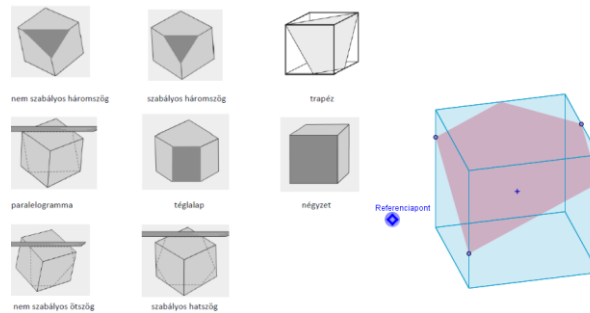 nem szabályos háromszög
szabályos háromszög
trapéz
paralelogramma
téglalap
négyzet
Referenciapont
nem szabályos ötszög
szabályos hatszög